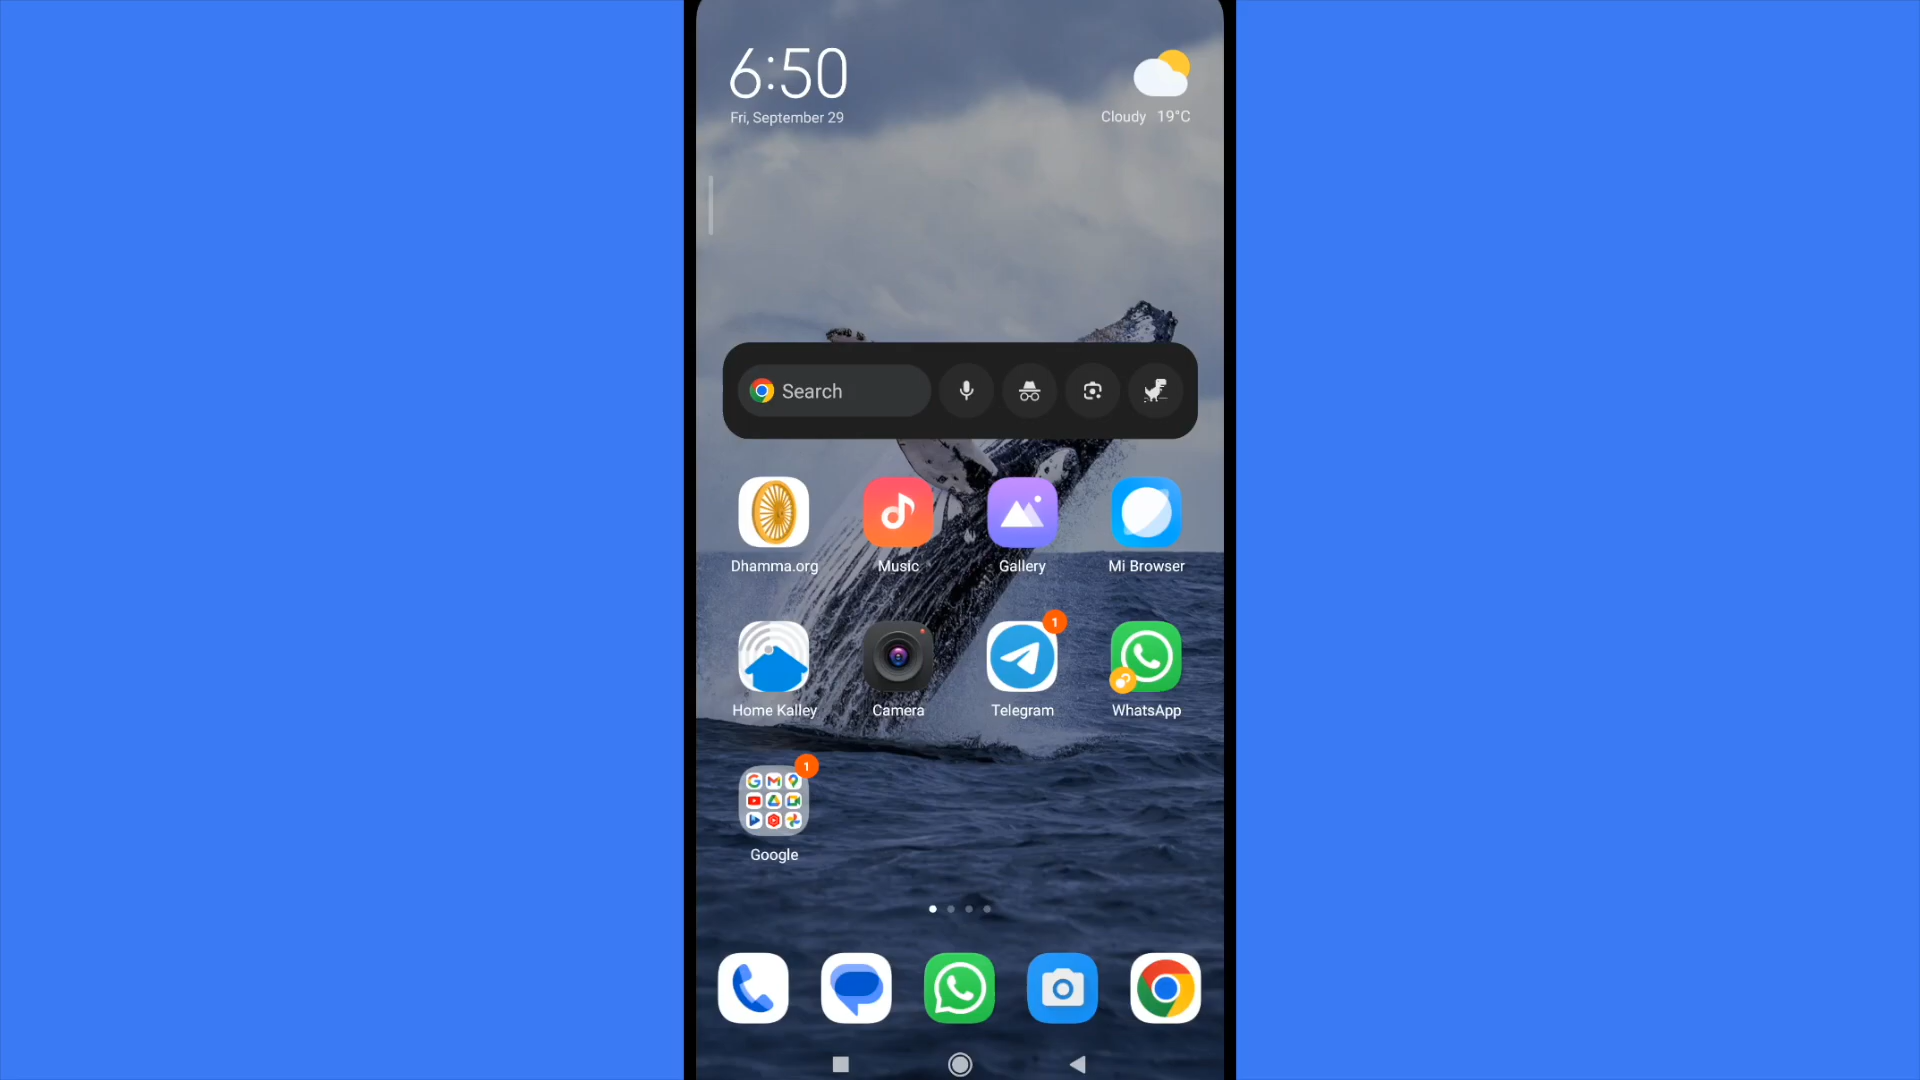 6:50
Fri, September 29
Cloudy 19°C
Search
Dhamma.org
Music
Gallery
Mi Browser
Home Kalley
Camera
1
Telegram
WhatsApp
1
Google